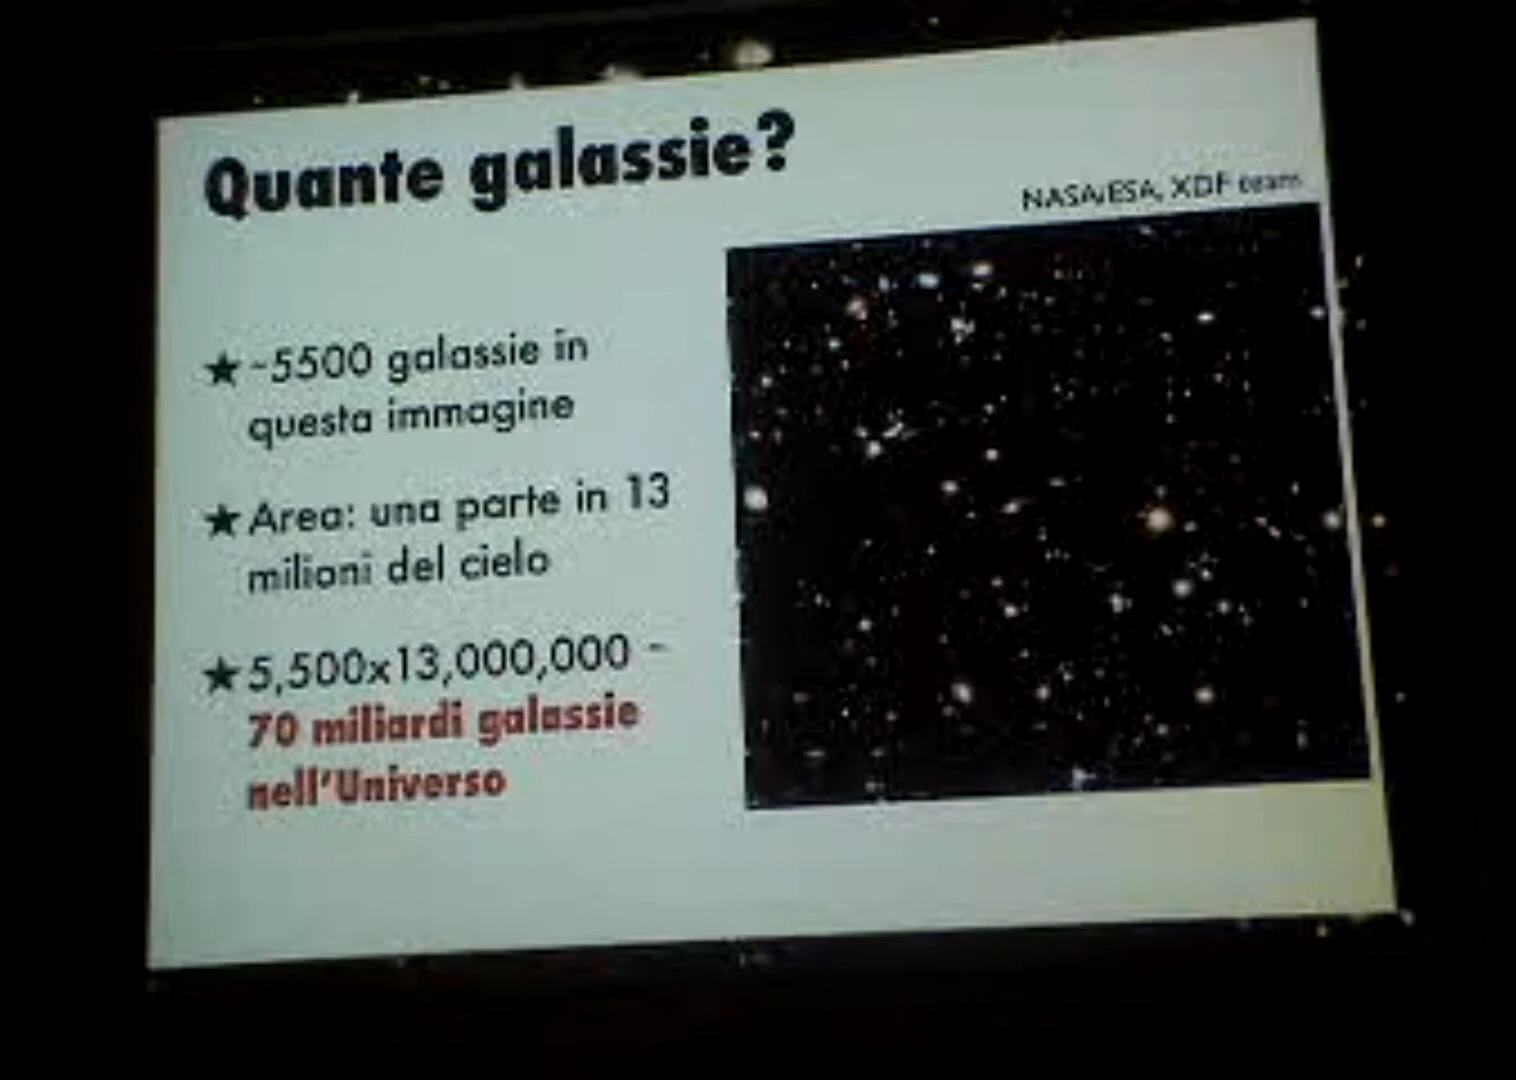 Quante galassie?
NASA/ESA, XDF team
★ ~5500 galassie in
questa immagine
★ Area: una parte in 13
milioni del cielo
★ 5,500x13,000,000 ~
70 miliardi galassie
nell'Universo